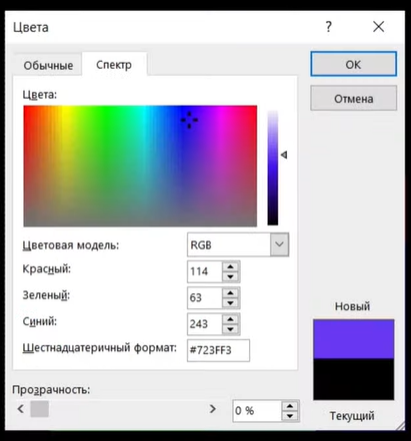 Цвета ?
Обычные Спектр
OK
Цвета:
Отмена
Цветовая модель: RGB
Красный: 114
Зеленый: 63
Синий: 243
Шестнадцатеричный формат: #723FF3
Новый
Прозрачность:
0 %
Текущий